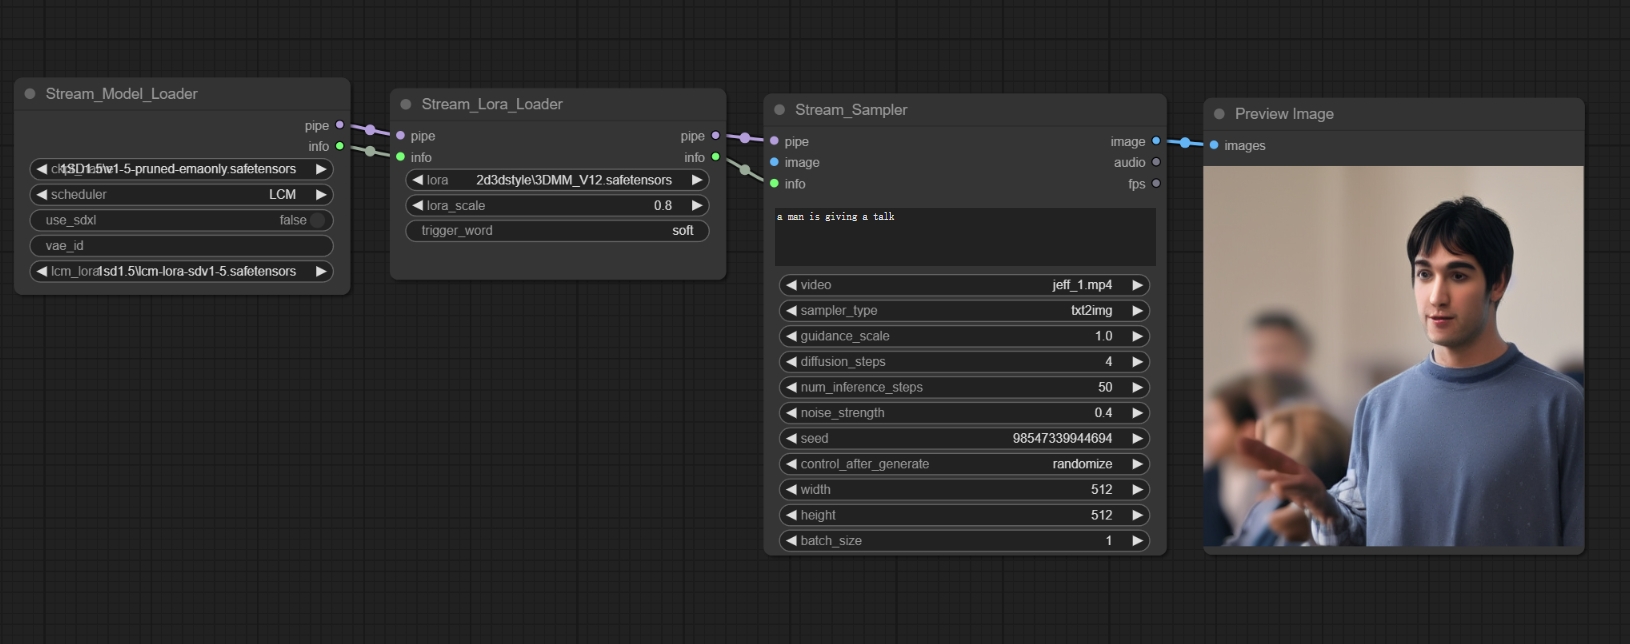 Stream_Model_Loader
pipe
info
1SD1.5\v1-5-pruned-emaonly.safetensors
scheduler LCM
use_sdxl false
vae_id
lcm_lora 1sd1.5\lcm-lora-sdv1-5.safetensors
Stream_Lora_Loader
pipe pipe
info info
lora 2d3dstyle\3DMM_V12.safetensors
lora_scale 0.8
trigger_word soft
Stream_Sampler
pipe image
image audio
info fps
a man is giving a talk
video jeff_1.mp4
sampler_type txt2img
guidance_scale 1.0
diffusion_steps 4
num_inference_steps 50
noise_strength 0.4
seed 98547339944694
control_after_generate randomize
width 512
height 512
batch_size 1
Preview Image
images